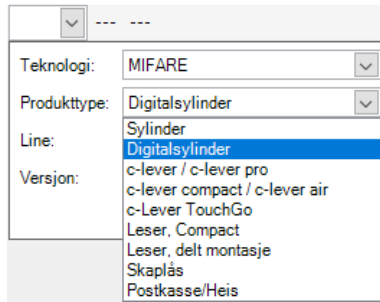 --- ---
Teknologi: MIFARE
Produkttype: Digitalsylinder
Line:
Versjon:
Sylinder
Digitalsylinder
c-lever / c-lever pro
c-lever compact / c-lever air
c-Lever TouchGo
Leser, Compact
Leser, delt montasje
Skaplås
Postkasse/Heis